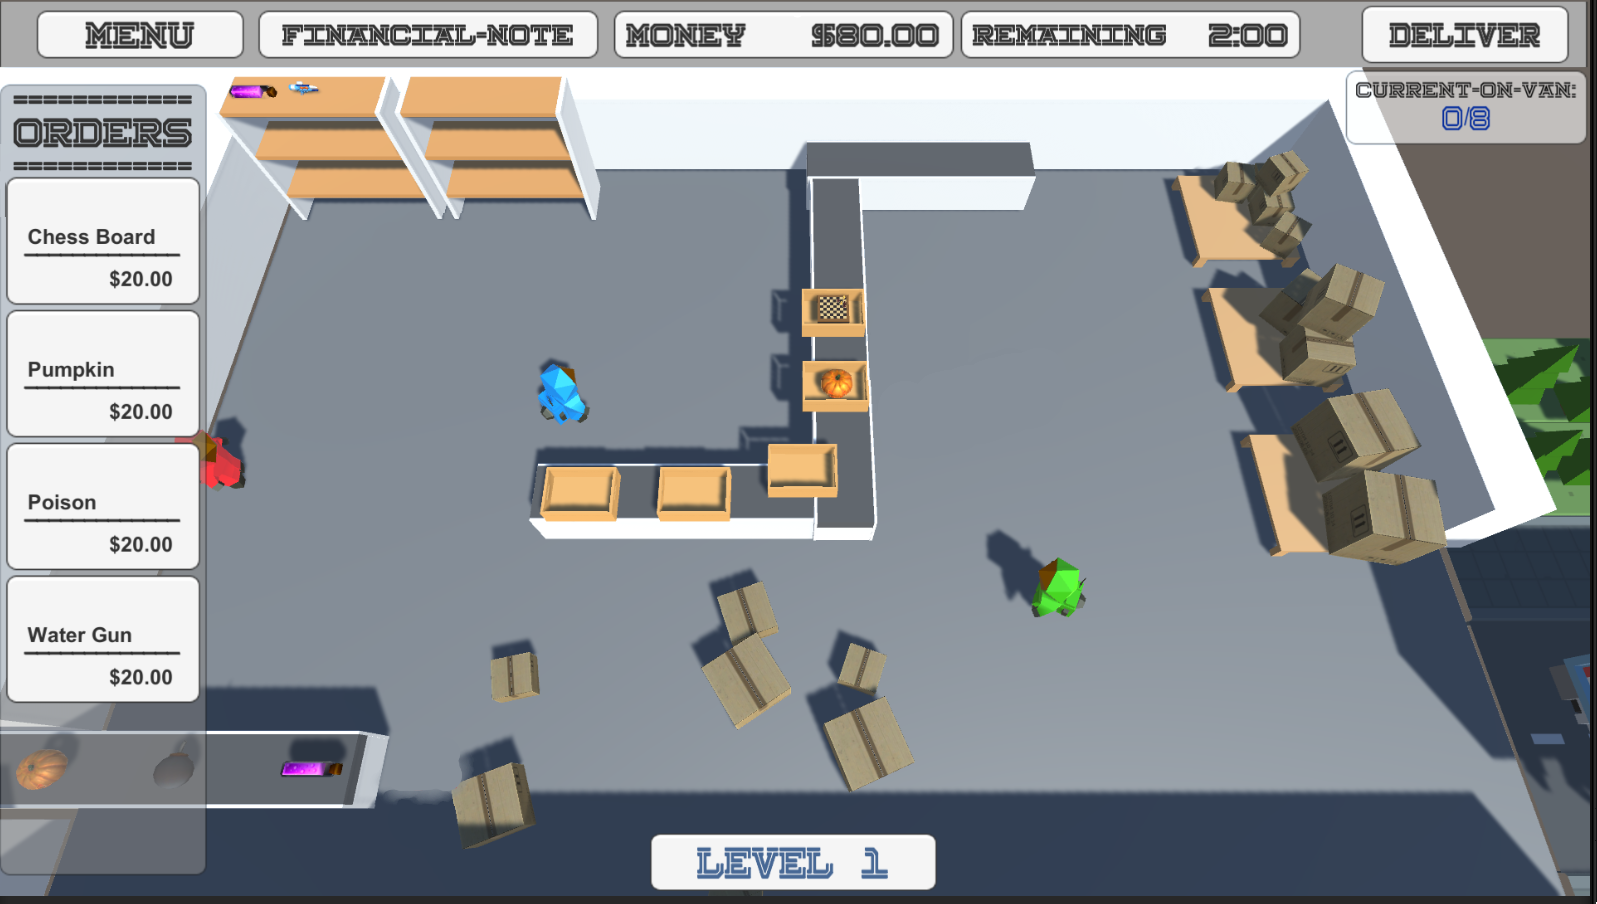 MENU
FINANCIAL-NOTE
MONEY $80.00
REMAINING 2:00
DELIVER
CURRENT-ON-VAN:
0/8
============
ORDERS
============
Chess Board
$20.00
Pumpkin
$20.00
Poison
$20.00
Water Gun
$20.00
LEVEL 1